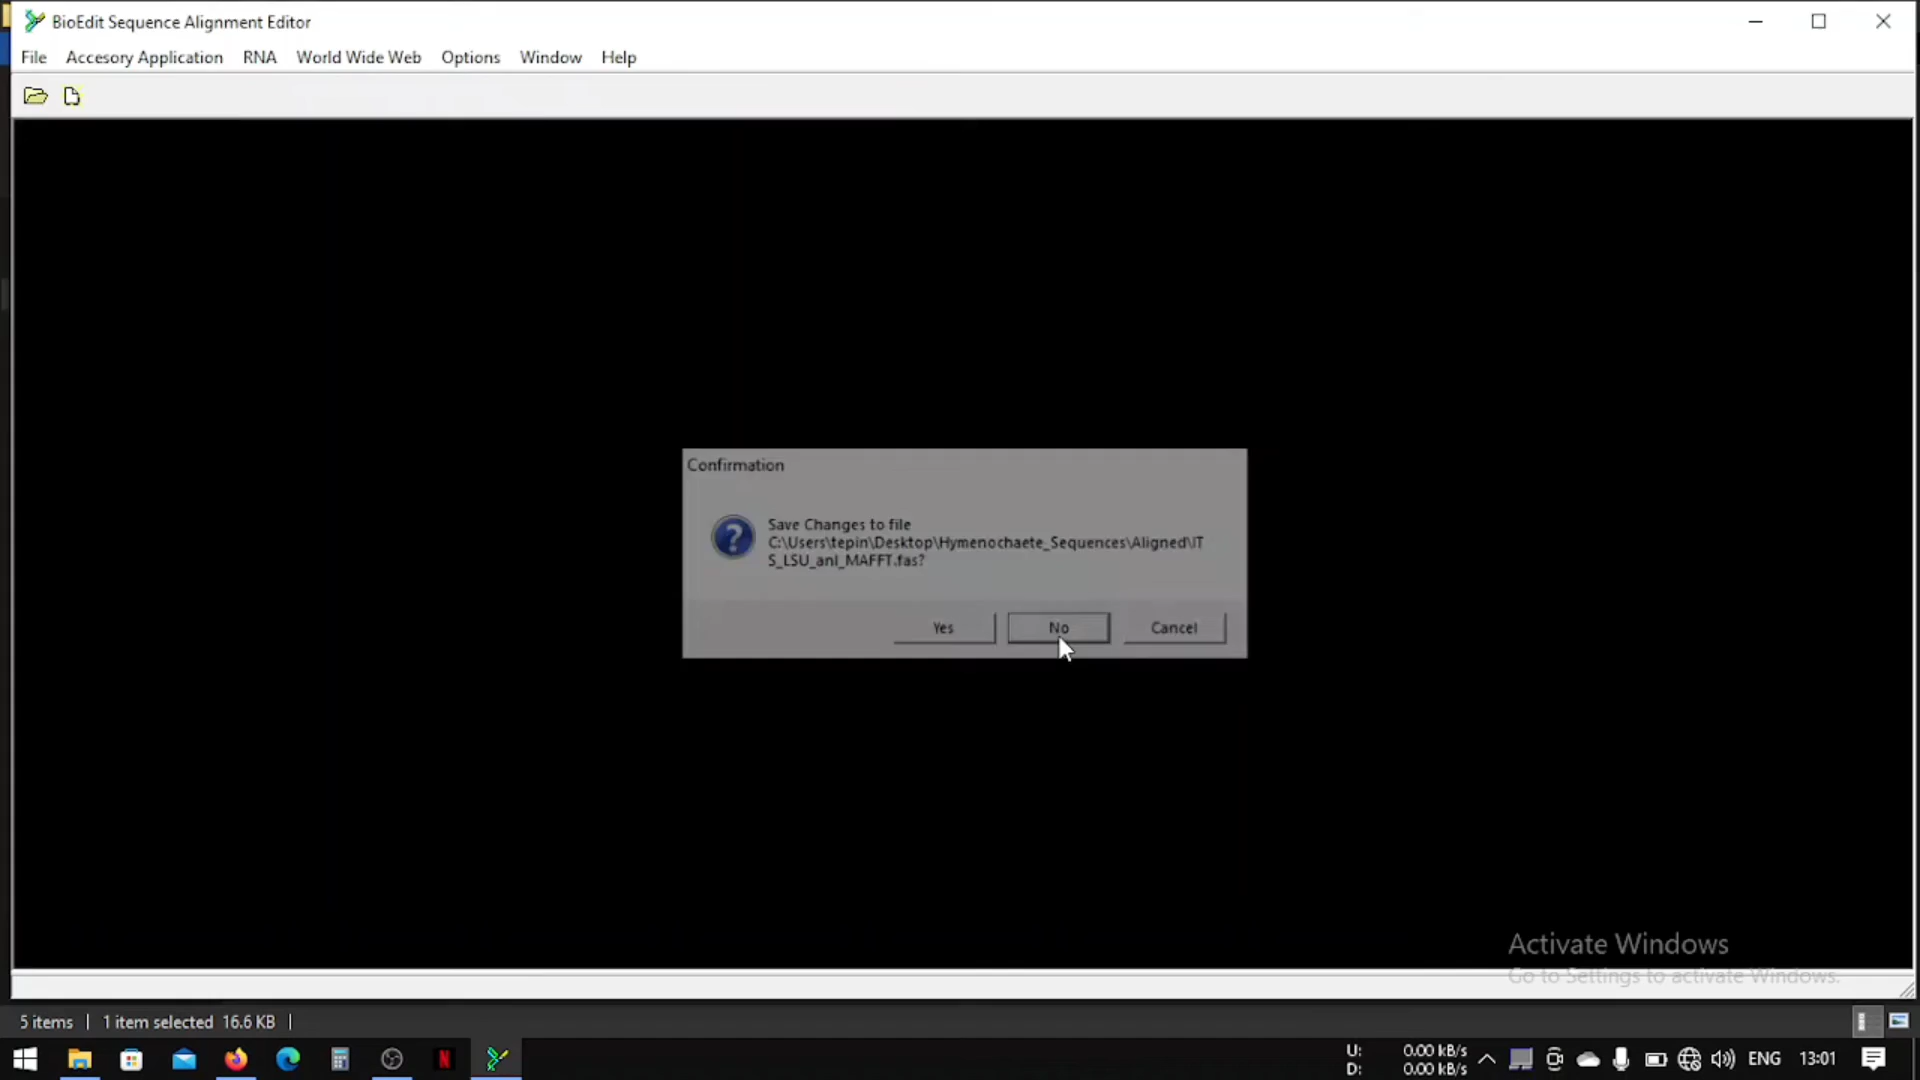 BioEdit Sequence Alignment Editor
File Accesory Application RNA World Wide Web Options Window Help
Confirmation
Save Changes to file
C:\Users\tepin\Desktop\Hymenochaete_Sequences\Aligned\IT
S_LSU_anl_MAFFT.fas?
Yes No Cancel
Activate Windows
Go to Settings to activate Windows.
5 items 1 item selected 16.6 KB
U: 0.00 kB/s
D: 0.00 kB/s
ENG 13:01